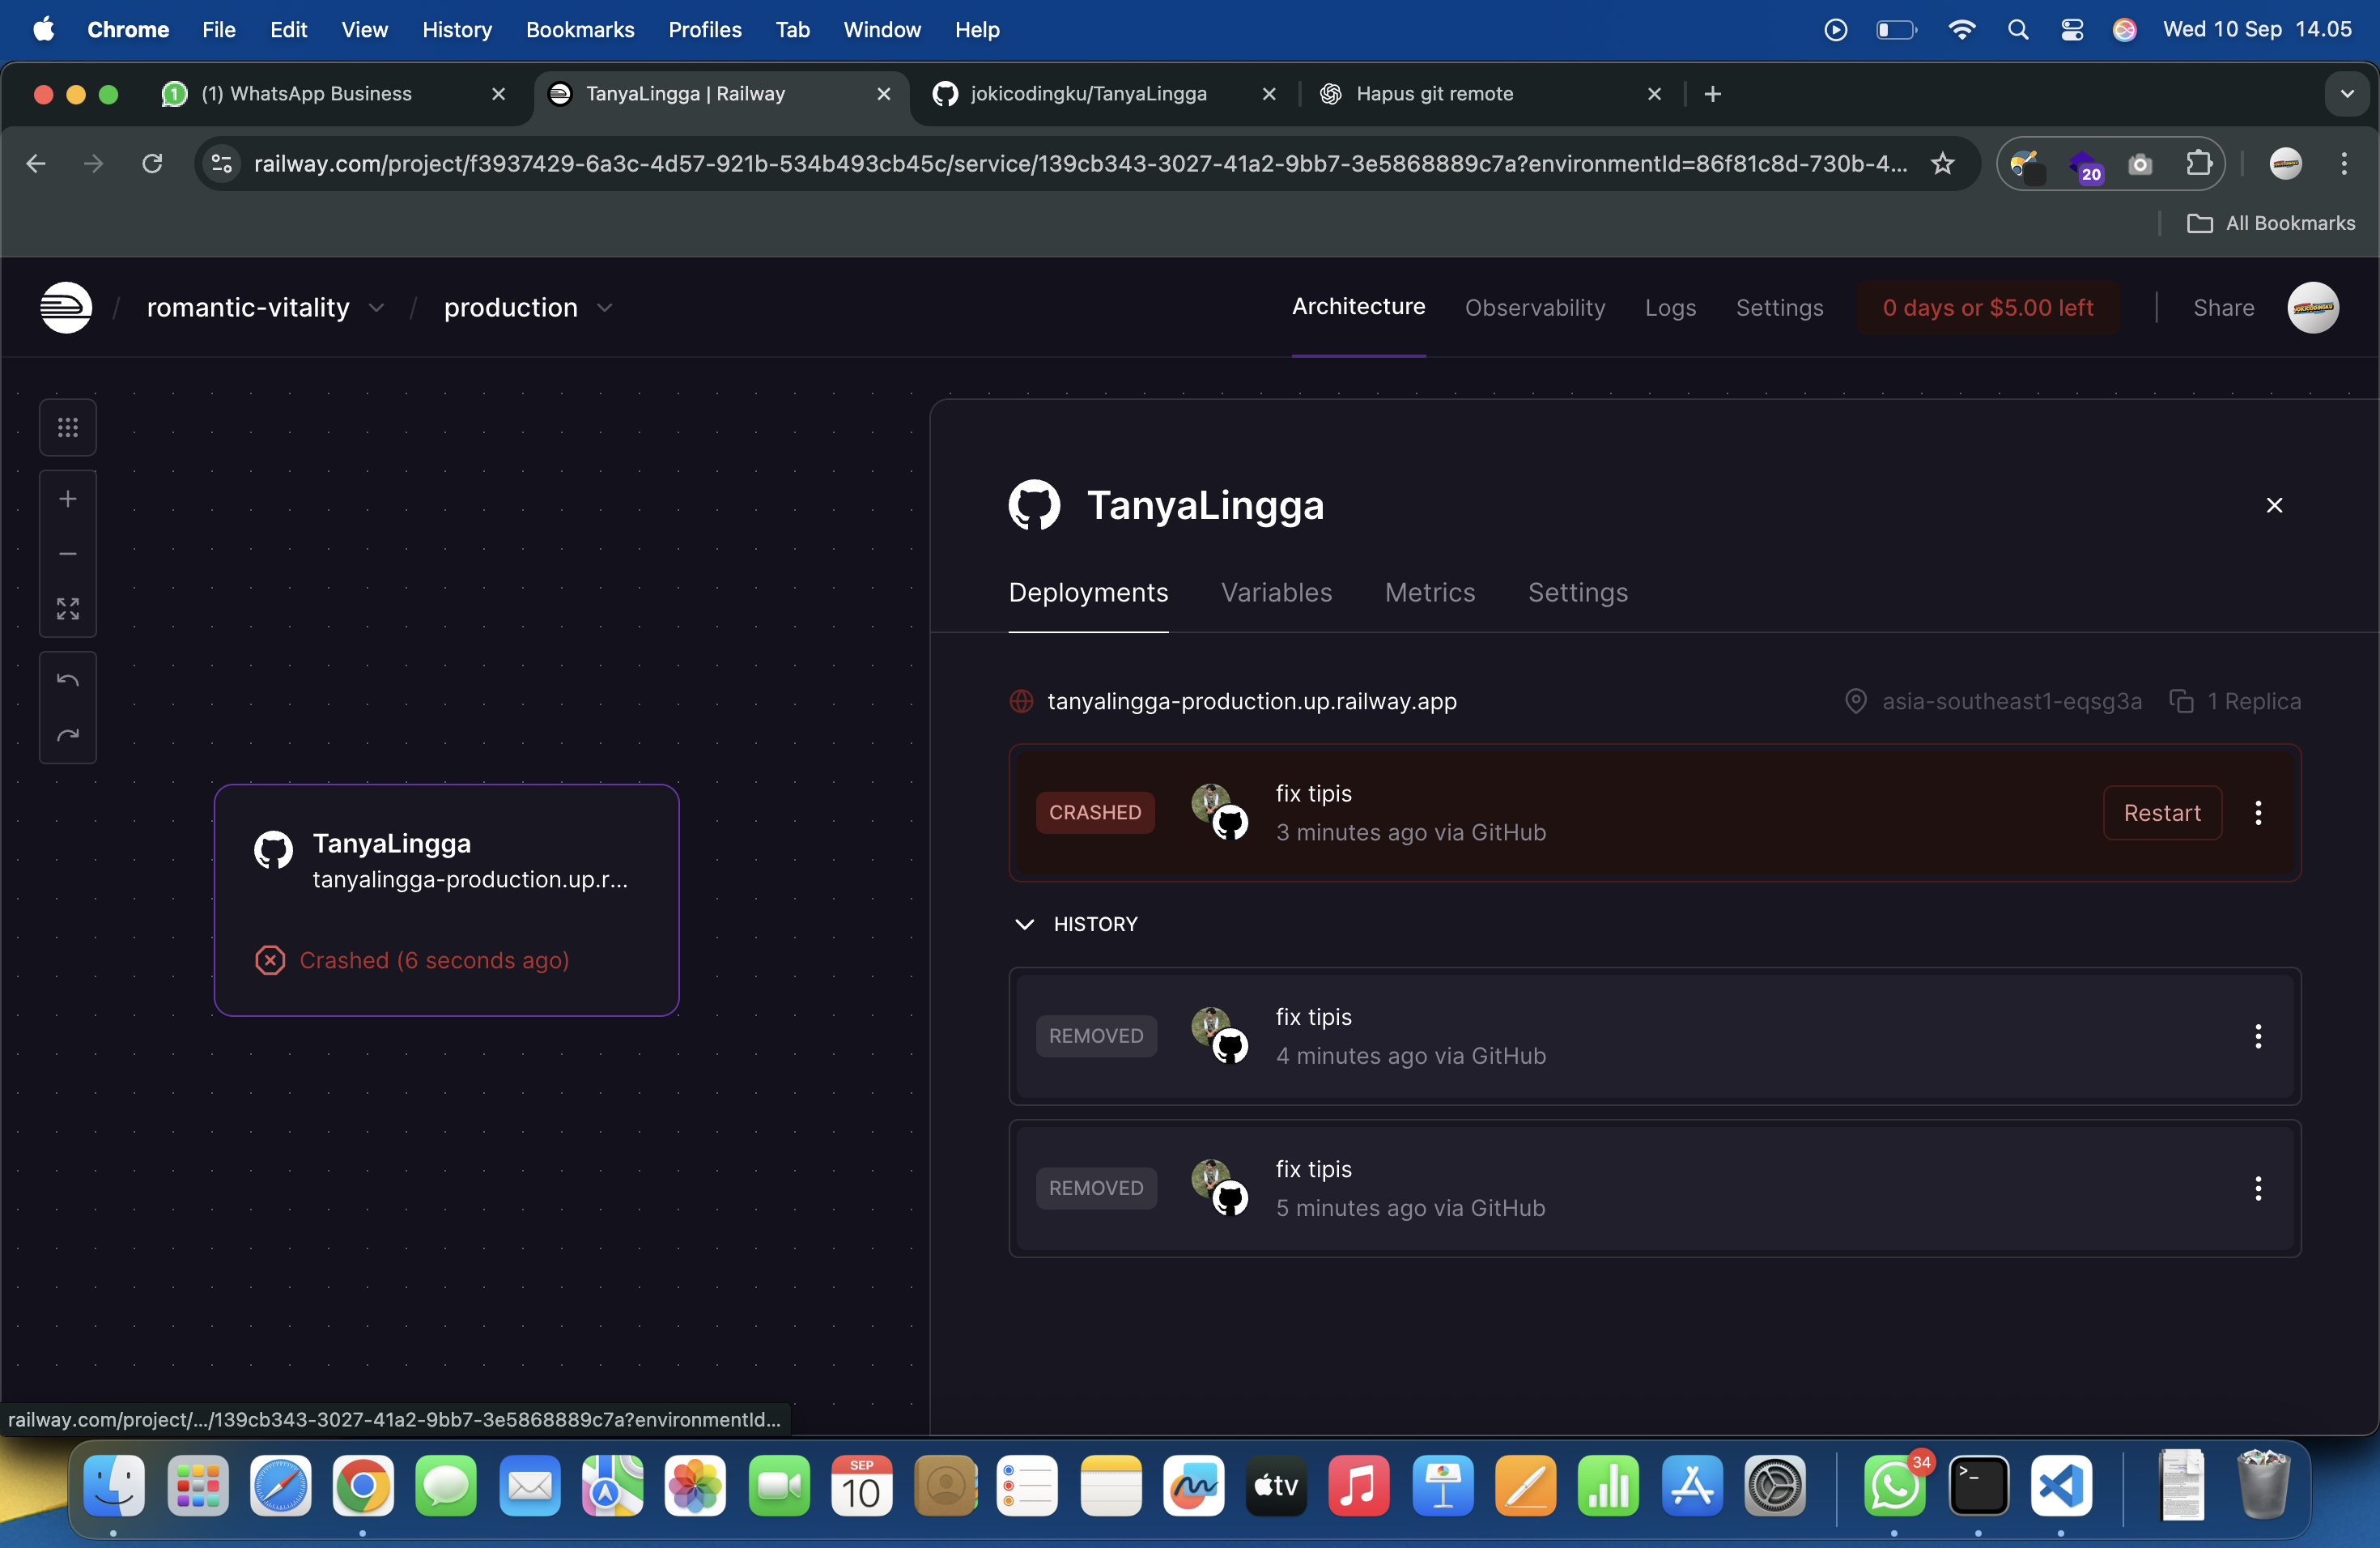 Chrome File Edit View History Bookmarks Profiles Tab Window Help Wed 10 Sep 14.05
1 (1) WhatsApp Business TanyaLingga | Railway jokicodingku/TanyaLingga Hapus git remote
railway.com/project/f3937429-6a3c-4d57-921b-534b493cb45c/service/139cb343-3027-41a2-9bb7-3e5868889c7a?environmentId=86f81c8d-730b-4... 20
All Bookmarks
/ romantic-vitality / production Architecture Observability Logs Settings 0 days or $5.00 left Share
TanyaLingga
Deployments Variables Metrics Settings
tanyalingga-production.up.railway.app asia-southeast1-eqsg3a 1 Replica
CRASHED fix tipis Restart
3 minutes ago via GitHub
TanyaLingga
tanyalingga-production.up.r...
Crashed (6 seconds ago)
HISTORY
REMOVED fix tipis
4 minutes ago via GitHub
REMOVED fix tipis
5 minutes ago via GitHub
railway.com/project/.../139cb343-3027-41a2-9bb7-3e5868889c7a?environmentId...
SEP
10
tv
34
>_